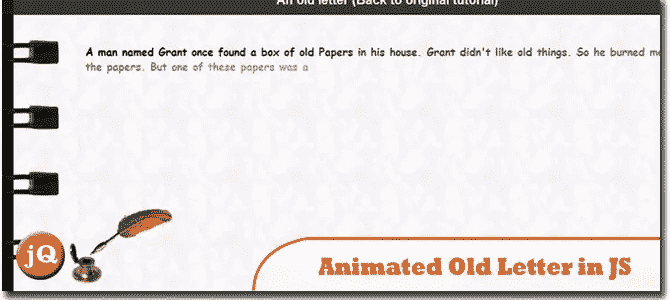 An old letter (Back to original tutorial)
A man named Grant once found a box of old Papers in his house. Grant didn't like old things. So he burned
the papers. But one of these papers was a
jQ
Animated Old Letter in JS